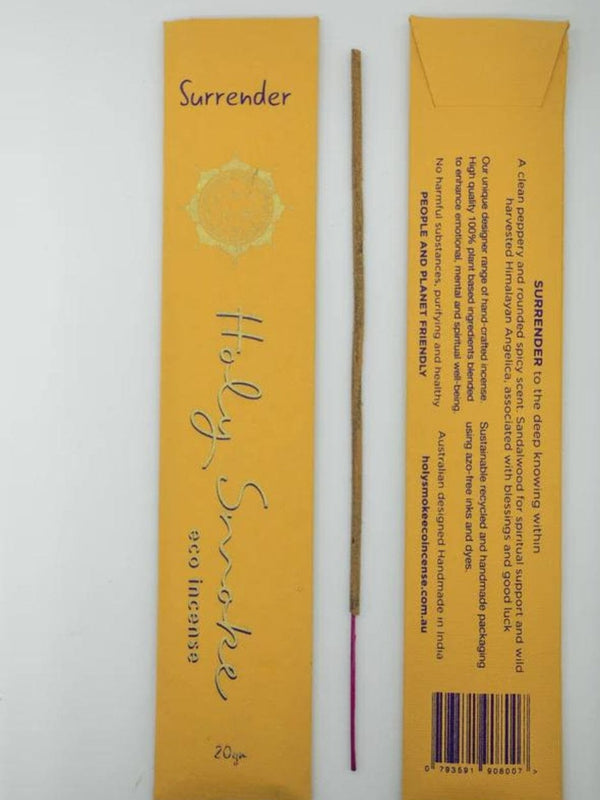 Surrender
Holy Smoke
eco incense
20gm
SURRENDER to the deep knowing within
A clean peppery and rounded spicy scent. Sandalwood for spiritual support and wild
harvested Himalayan Angelica, associated with blessings and good luck
Our unique designer range of hand-crafted incense.
High quality 100% plant based ingredients blended
to enhance emotional, mental and spiritual well-being.
No harmful substances, purifying and healthy
PEOPLE AND PLANET FRIENDLY
Sustainable recycled and handmade packaging
using azo-free inks and dyes.
Australian designed Handmade in India
holysmokeecoincense.com.au
0 793591 908007 >